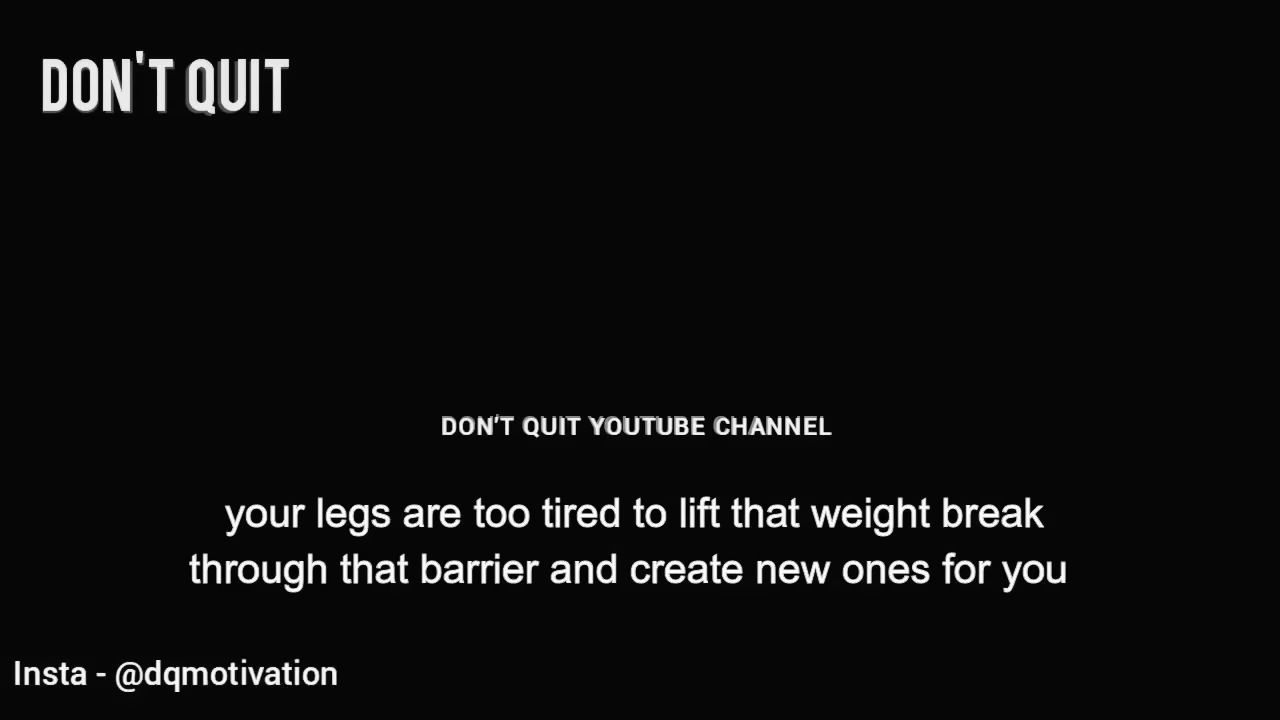 DON'T QUIT
DON'T QUIT YOUTUBE CHANNEL
your legs are too tired to lift that weight break
through that barrier and create new ones for you
Insta - @dqmotivation